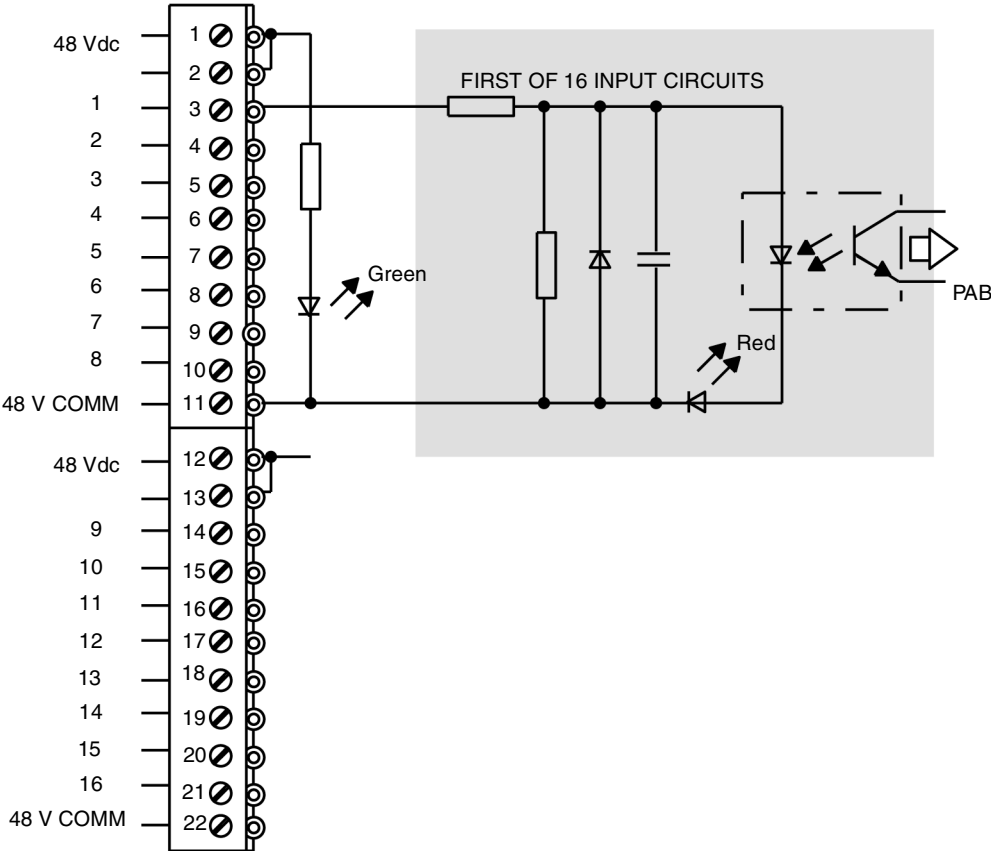 48 Vdc 1
2
FIRST OF 16 INPUT CIRCUITS
1 3
2 4
3 5
4 6
5 7
Green
6 8
PAB
7 9
Red
8 10
48 V COMM 11
48 Vdc 12
13
9 14
10 15
11 16
12 17
13 18
14 19
15 20
16 21
48 V COMM 22